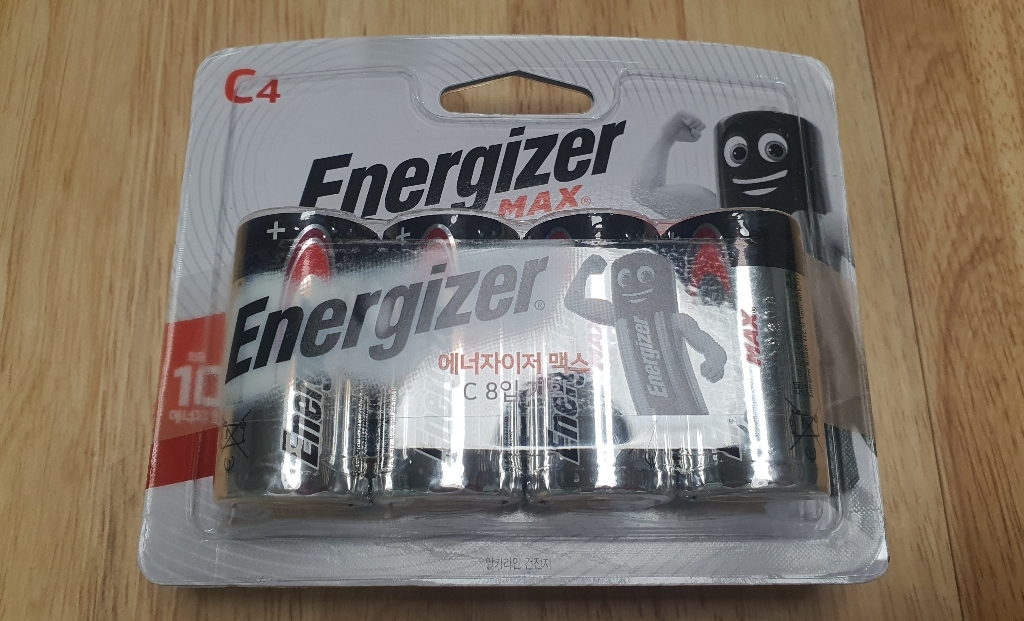 C4
Energizer
MAX®
+
+
Energizer®
에너자이저 맥스
C 8입
Energizer
MAX
10
알카라인 건전지